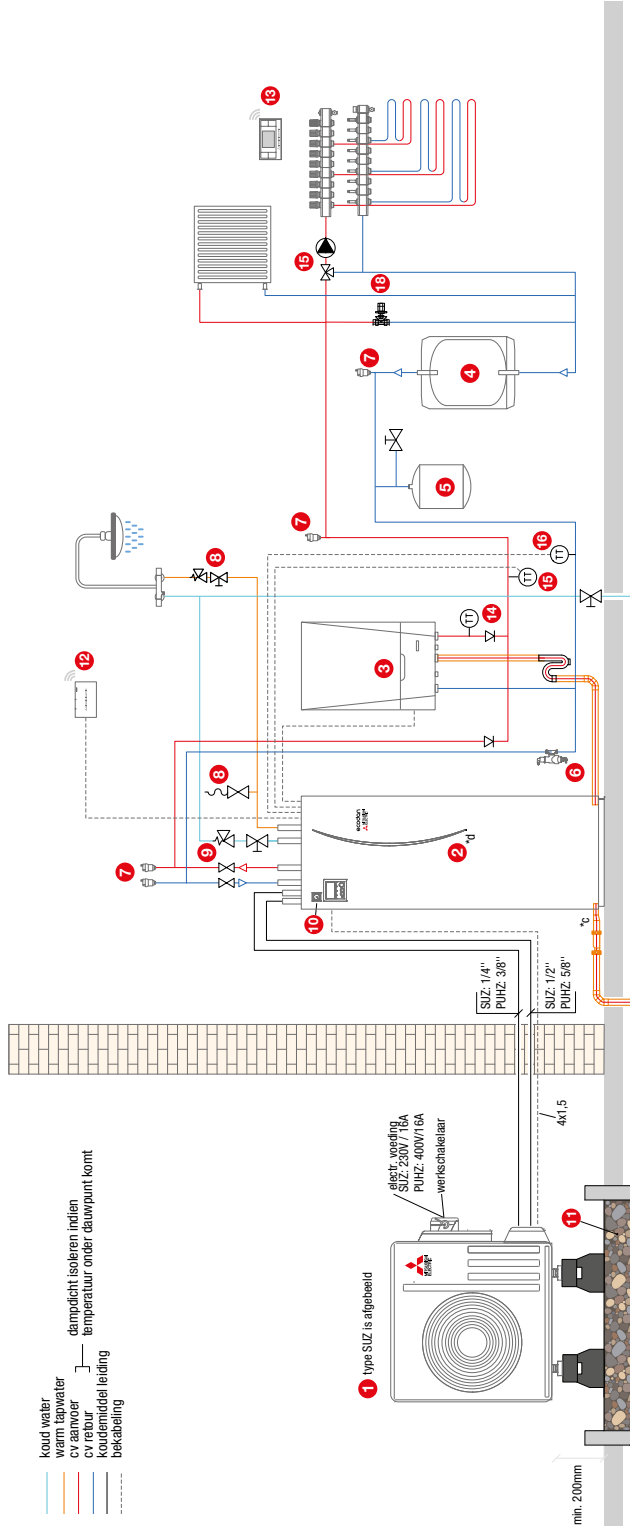 koud water
warm tapwater
cv aanvoer
cv retour
koudemiddel leiding
bekabeling
dampdicht isoleren indien
temperatuur onder dauwpunt komt
1 type SUZ is afgebeeld
electr. voeding
SUZ: 230V / 16A
PUHZ: 400V/16A
werkschakelaar
4x1,5
SUZ: 1/4"
PUHZ: 3/8"
SUZ: 1/2"
PUHZ: 5/8"
min. 200mm
11
*c
10
2
*d
ecodan
7
9
8
12
8
3
6
14
TT
15
TT
16
TT
7
5
7
4
18
15
13